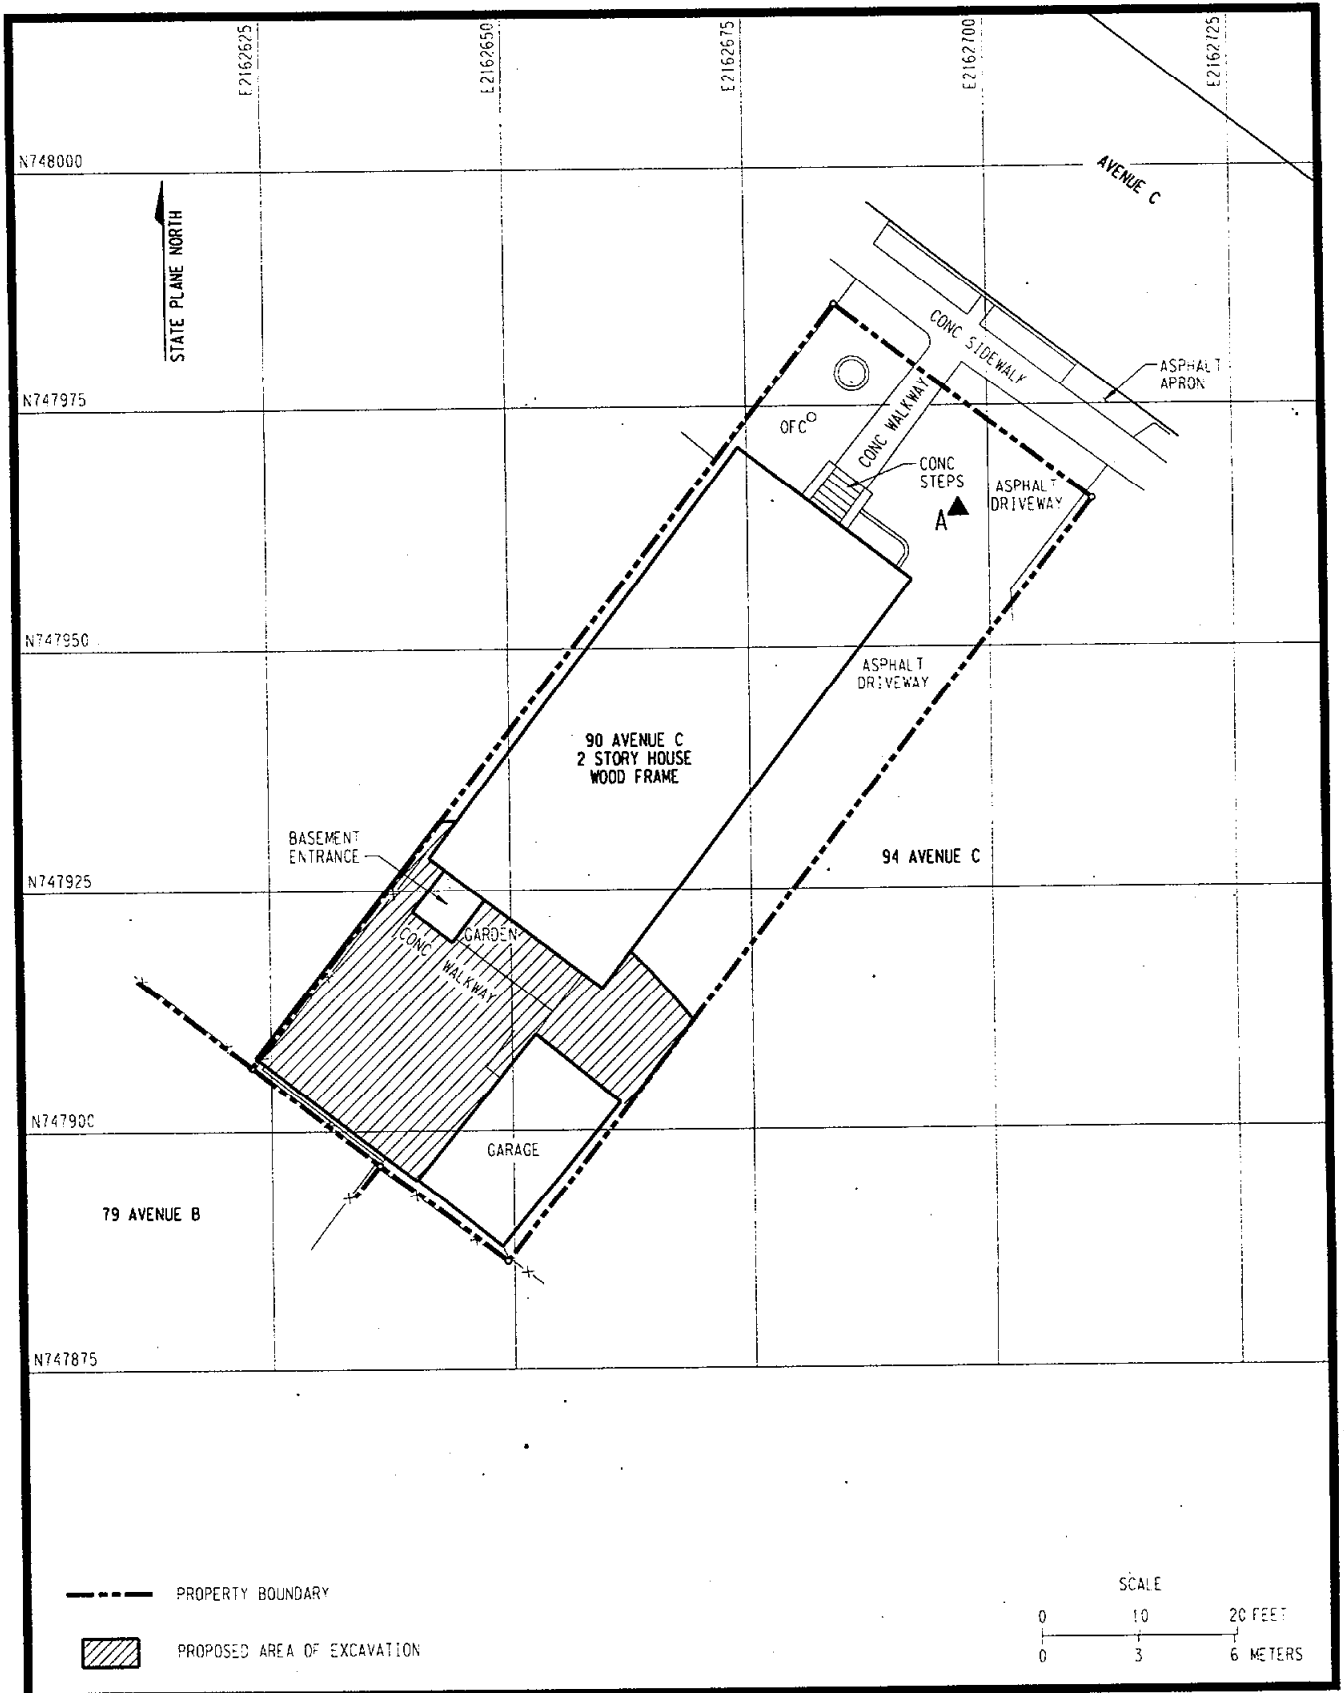 E2162625
E2162650
E2162675
E2162700
E2162725
N748000
AVENUE C
STATE PLANE NORTH
CONC SIDEWALK
ASPHALT
APRON
N747975
CONC WALKWAY
OFC
CONC
STEPS
ASPHALT
DRIVEWAY
A
N747950
ASPHALT
DRIVEWAY
90 AVENUE C
2 STORY HOUSE
WOOD FRAME
BASEMENT
ENTRANCE
94 AVENUE C
N747925
GARDEN
CONC WALKWAY
N747900
GARAGE
79 AVENUE B
N747875
PROPERTY BOUNDARY
PROPOSED AREA OF EXCAVATION
SCALE
0 10 20 FEET
0 3 6 METERS